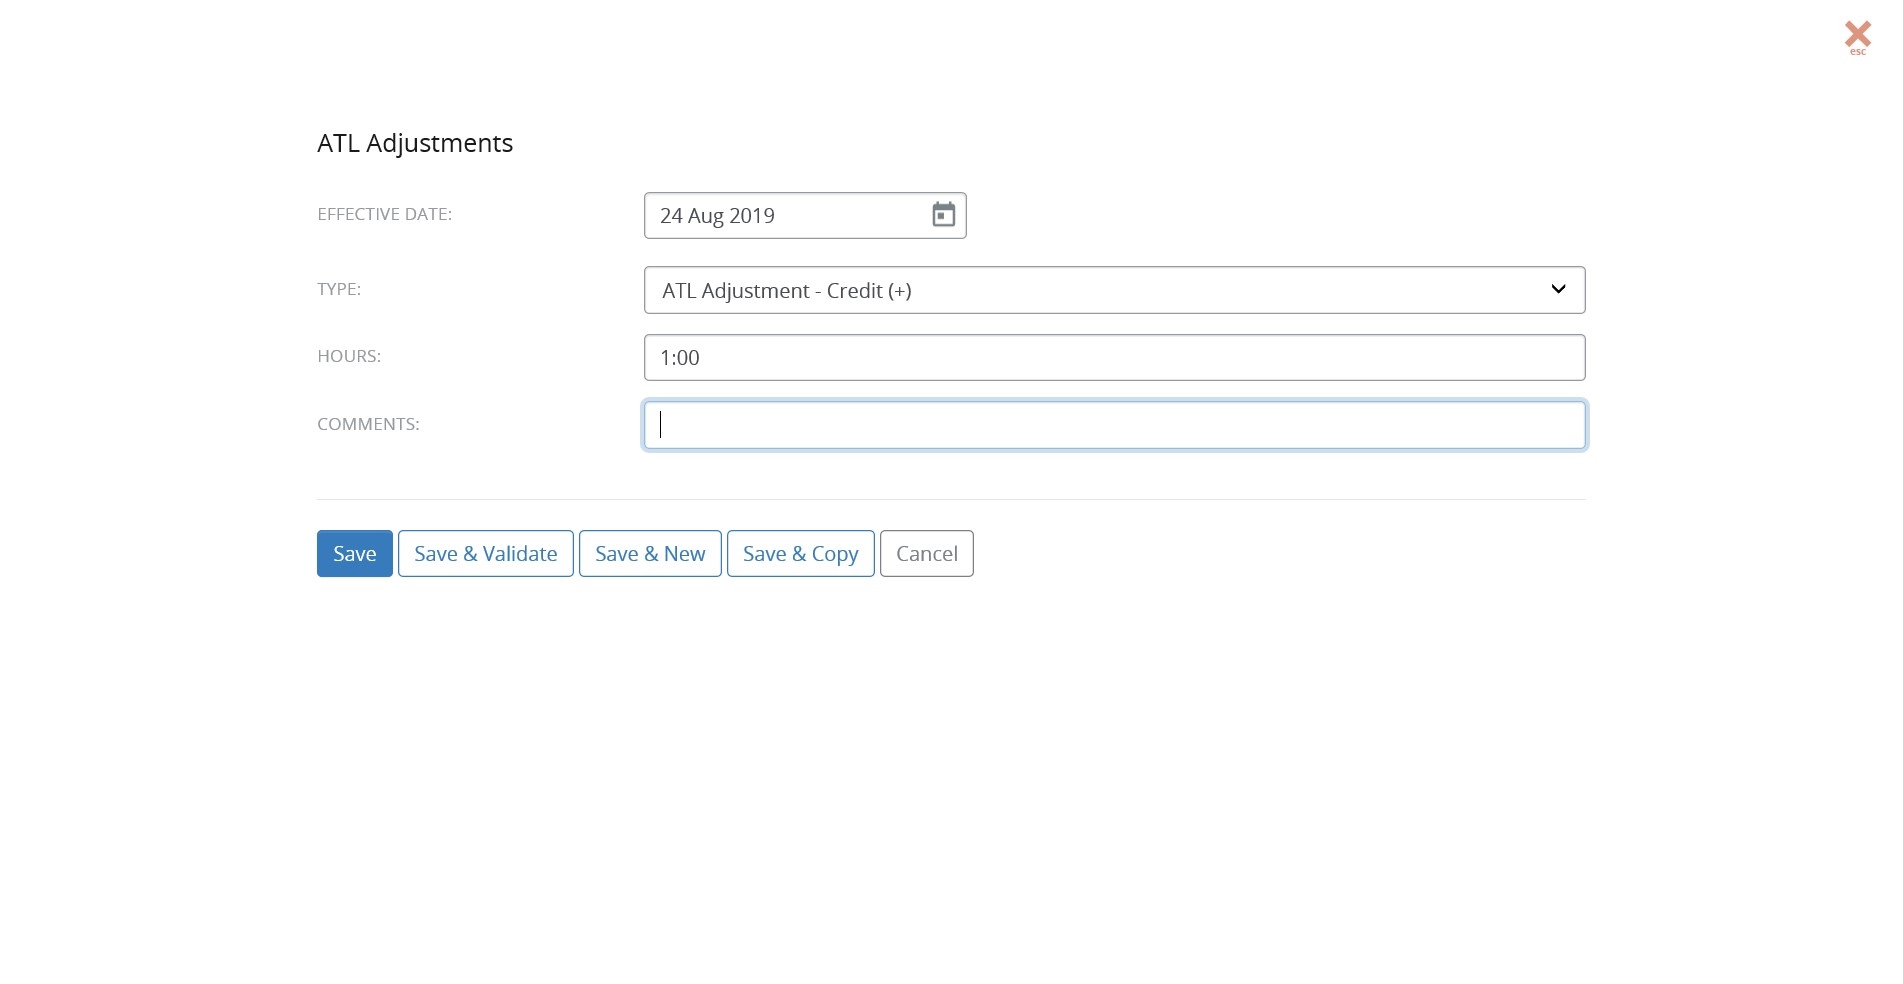 esc
ATL Adjustments
EFFECTIVE DATE: 24 Aug 2019
TYPE: ATL Adjustment - Credit (+)
HOURS: 1:00
COMMENTS:
Save Save & Validate Save & New Save & Copy Cancel